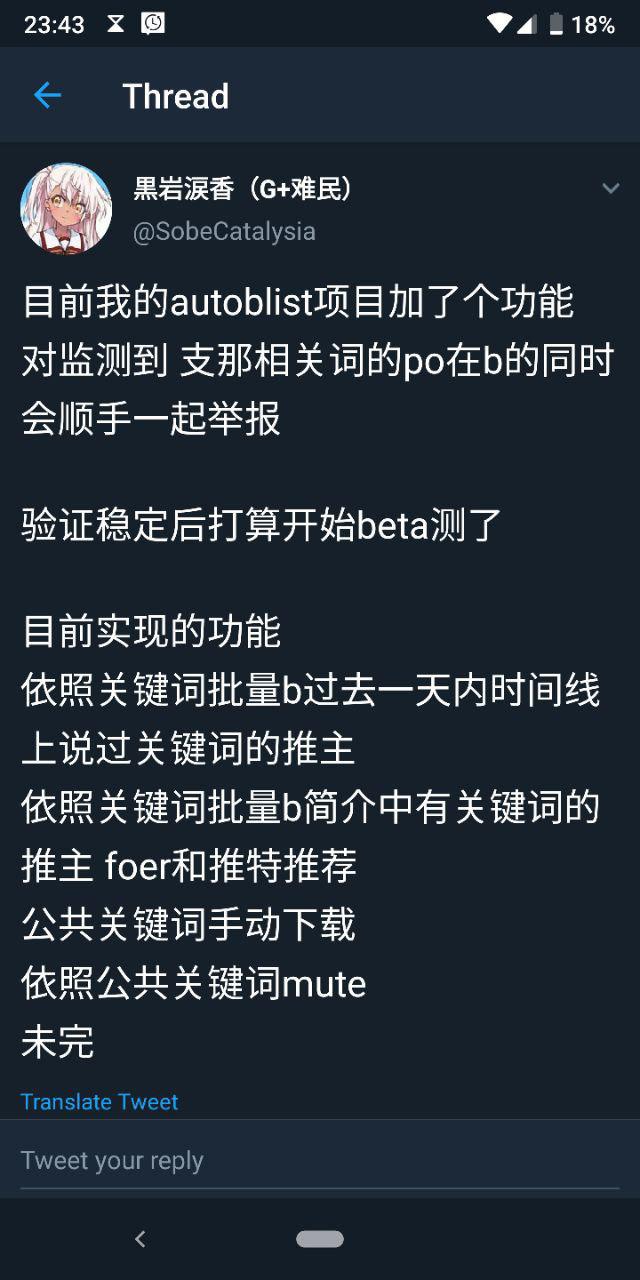 23:43
18%
Thread
黒岩涙香（G+难民）
@SobeCatalysia
目前我的autoblist项目加了个功能
对监测到 支那相关词的po在b的同时
会顺手一起举报
验证稳定后打算开始beta测了
目前实现的功能
依照关键词批量b过去一天内时间线
上说过关键词的推主
依照关键词批量b简介中有关键词的
推主 foer和推特推荐
公共关键词手动下载
依照公共关键词mute
未完
Translate Tweet
Tweet your reply